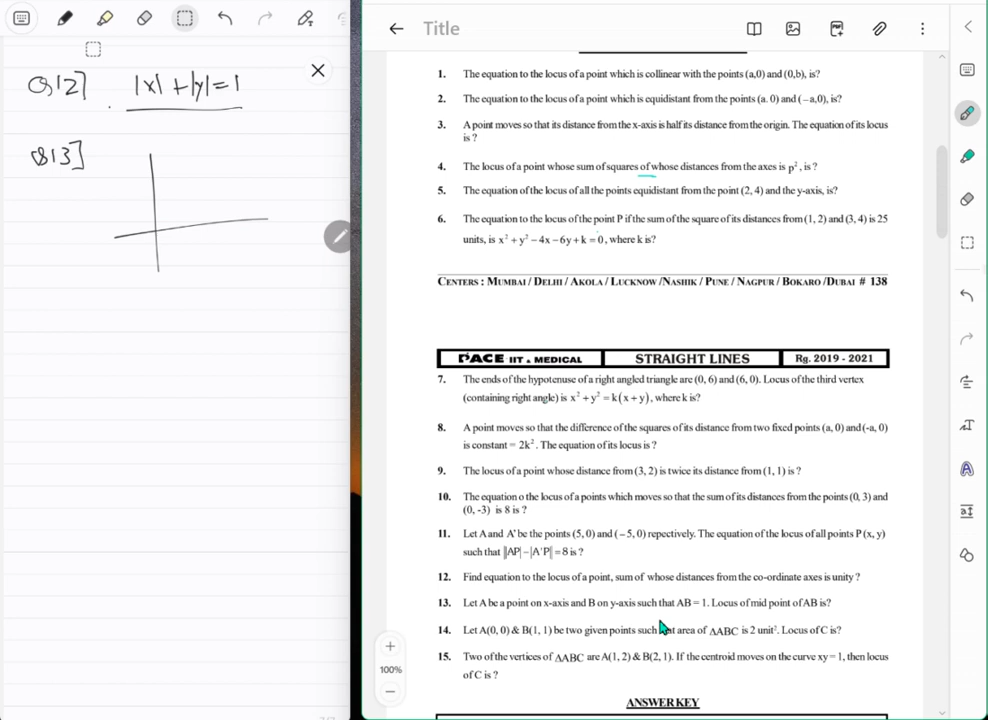 Q12] |x|+|y|=1
Q13]
Title
1. The equation to the locus of a point which is collinear with the points (a,0) and (0,b), is?
2. The equation to the locus of a point which is equidistant from the points (a. 0) and (−a,0), is?
3. A point moves so that its distance from the x-axis is half its distance from the origin. The equation of its locus
is ?
4. The locus of a point whose sum of squares of whose distances from the axes is p², is ?
5. The equation of the locus of all the points equidistant from the point (2, 4) and the y-axis, is?
6. The equation to the locus of the point P if the sum of the square of its distances from (1, 2) and (3, 4) is 25
units, is x² + y² − 4x − 6y + k = 0, where k is?
CENTERS : MUMBAI / DELHI / AKOLA / LUCKNOW /NASHIK / PUNE / NAGPUR / BOKARO /DUBAI # 138
PACE IIT & MEDICAL STRAIGHT LINES Rg. 2019 - 2021
7. The ends of the hypotenuse of a right angled triangle are (0, 6) and (6, 0). Locus of the third vertex
(containing right angle) is x² + y² = k(x + y), where k is?
8. A point moves so that the difference of the squares of its distance from two fixed points (a, 0) and (-a, 0)
is constant = 2k². The equation of its locus is ?
9. The locus of a point whose distance from (3, 2) is twice its distance from (1, 1) is ?
10. The equation o the locus of a points which moves so that the sum of its distances from the points (0, 3) and
(0, -3) is 8 is ?
11. Let A and A' be the points (5, 0) and (− 5, 0) repectively. The equation of the locus of all points P (x, y)
such that ||AP| − |A'P|| = 8 is ?
12. Find equation to the locus of a point, sum of whose distances from the co-ordinate axes is unity ?
13. Let A be a point on x-axis and B on y-axis such that AB = 1. Locus of mid point of AB is?
14. Let A(0, 0) & B(1, 1) be two given points such area of ΔABC is 2 unit². Locus of C is?
15. Two of the vertices of ΔABC are A(1, 2) & B(2, 1). If the centroid moves on the curve xy = 1, then locus
of C is ?
100%
ANSWER KEY